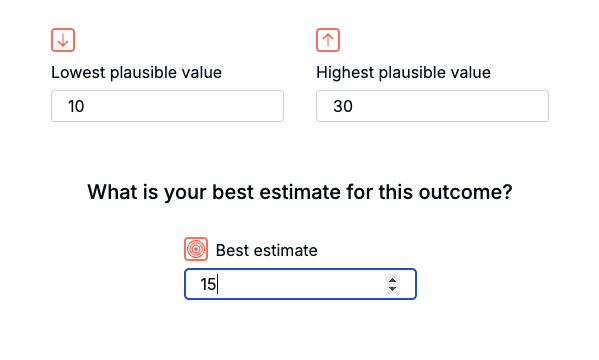 Lowest plausible value
Highest plausible value
10
30
What is your best estimate for this outcome?
Best estimate
15